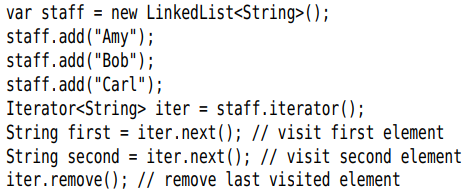 var staff = new LinkedList<String>();
staff.add("Amy");
staff.add("Bob");
staff.add("Carl");
Iterator<String> iter = staff.iterator();
String first = iter.next(); // visit first element
String second = iter.next(); // visit second element
iter.remove(); // remove last visited element